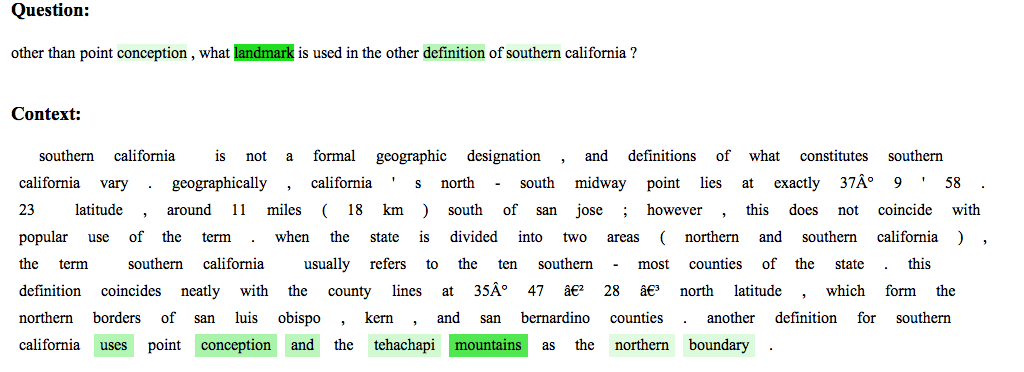 Question:
other than point conception , what landmark is used in the other definition of southern california ?
Context:
southern california is not a formal geographic designation , and definitions of what constitutes southern
california vary . geographically , california ' s north - south midway point lies at exactly 37Â° 9 ' 58 .
23 latitude , around 11 miles ( 18 km ) south of san jose ; however , this does not coincide with
popular use of the term . when the state is divided into two areas ( northern and southern california ) ,
the term southern california usually refers to the ten southern - most counties of the state . this
definition coincides neatly with the county lines at 35Â° 47 â€² 28 â€³ north latitude , which form the
northern borders of san luis obispo , kern , and san bernardino counties . another definition for southern
california uses point conception and the tehachapi mountains as the northern boundary .